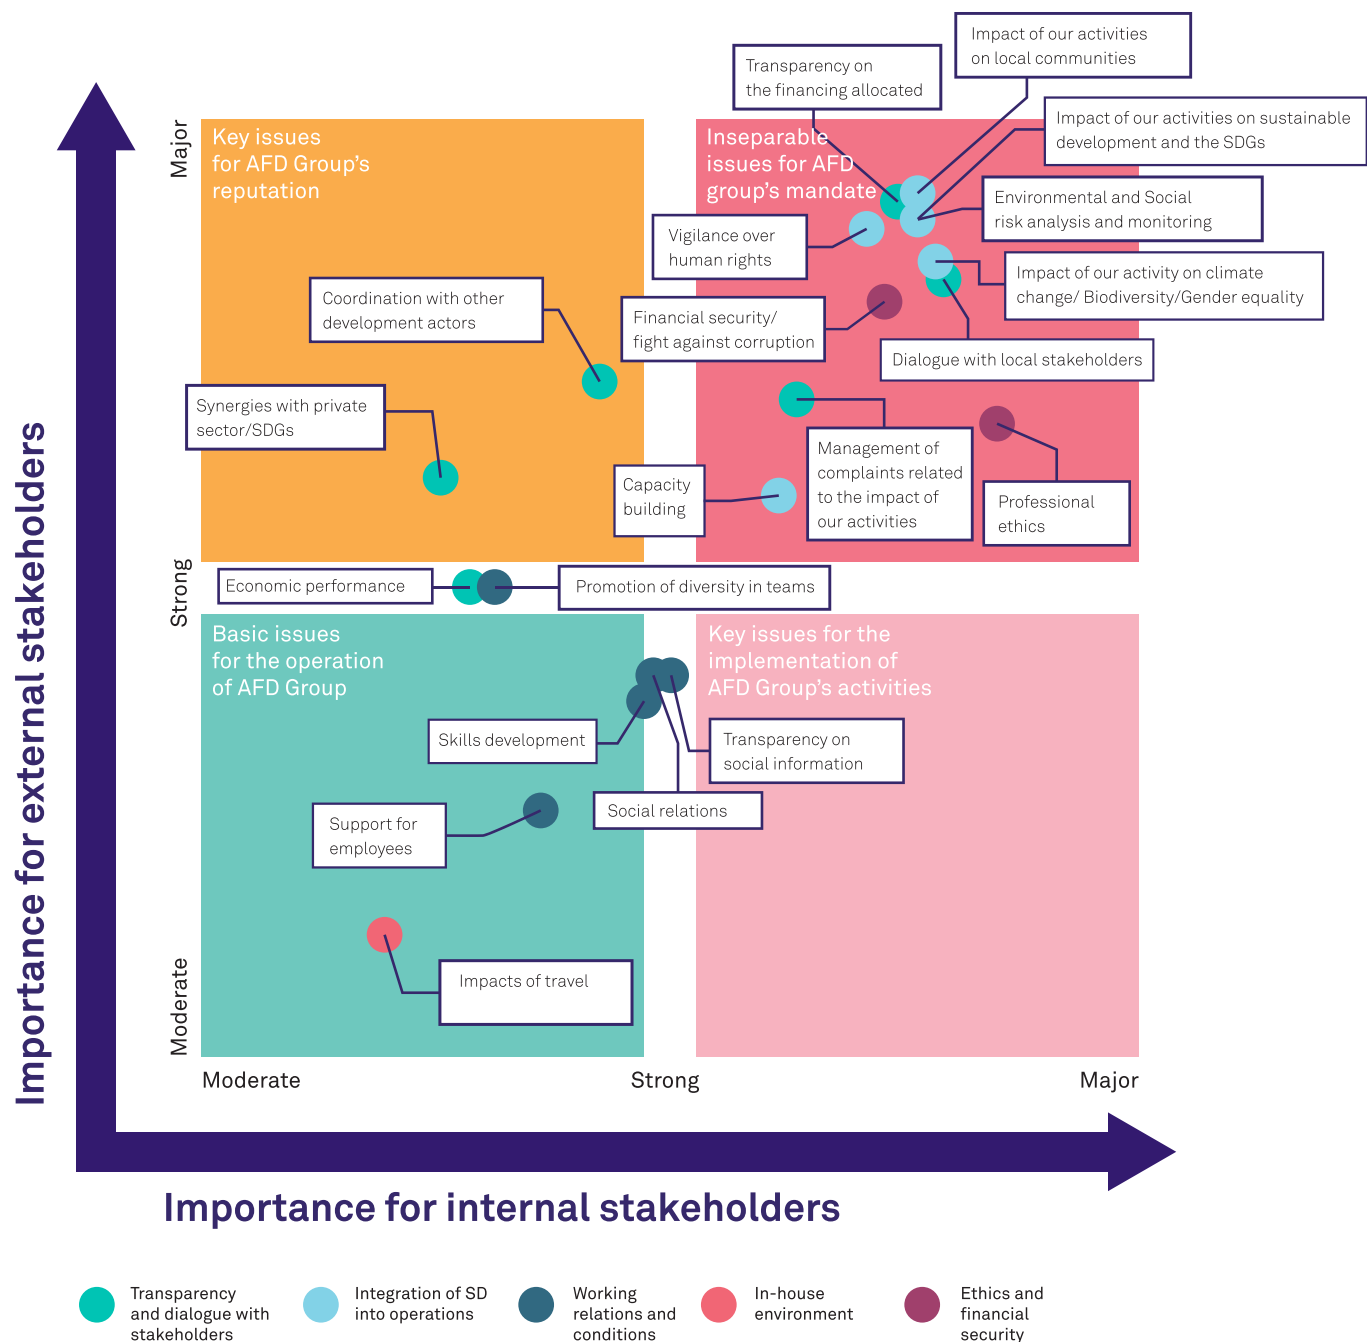 Impact of our activities
on local communities
Transparency on
the financing allocated
Impact of our activities on sustainable
development and the SDGs
Major
Key issues
for AFD Group's
reputation
Inseparable
issues for AFD
group's mandate
Environmental and Social
risk analysis and monitoring
Vigilance over
human rights
Impact of our activity on climate
change/ Biodiversity/Gender equality
Coordination with other
development actors
Financial security/
fight against corruption
Dialogue with local stakeholders
Synergies with private
sector/SDGs
Management of
complaints related
to the impact of
our activities
Capacity
building
Professional
ethics
Strong
Economic performance
Promotion of diversity in teams
Basic issues
for the operation
of AFD Group
Key issues for the
implementation of
AFD Group's activities
Skills development
Transparency on
social information
Social relations
Support for
employees
Impacts of travel
Moderate
Importance for external stakeholders
Moderate
Strong
Major
Importance for internal stakeholders
Transparency
and dialogue with
stakeholders
Integration of SD
into operations
Working
relations and
conditions
In-house
environment
Ethics and
financial
security